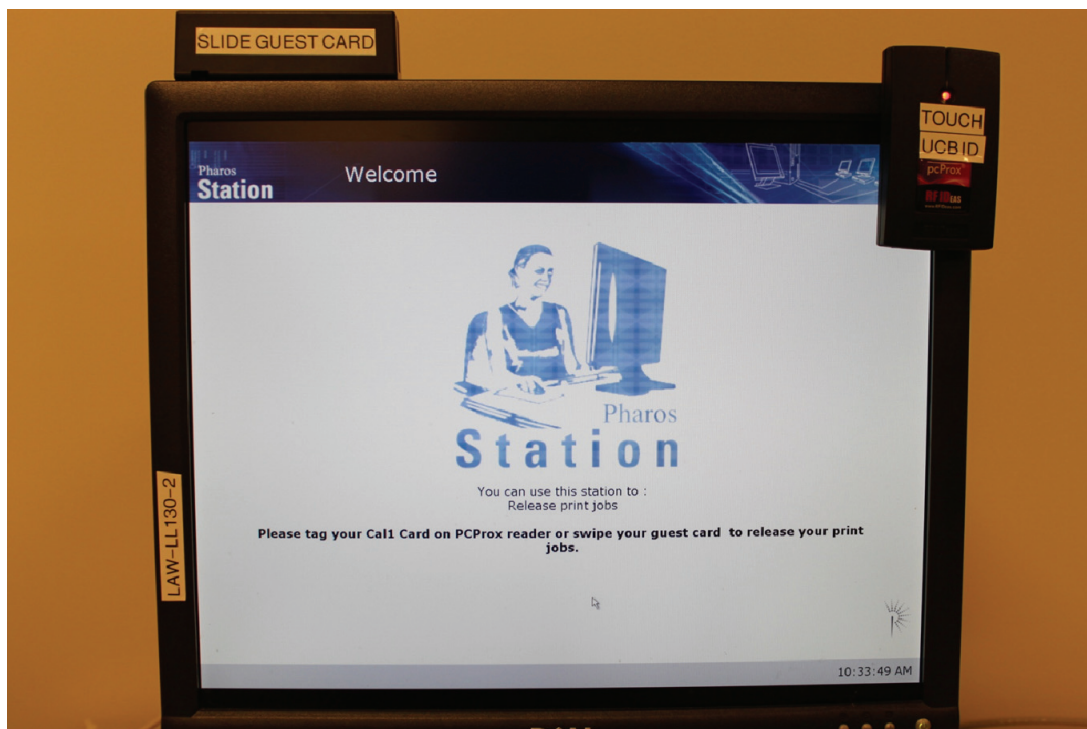 SLIDE GUEST CARD
TOUCH
UCB ID
pcProx
RF IDeas
Pharos
Station
Welcome
Pharos
Station
You can use this station to :
Release print jobs
Please tag your Cal1 Card on PCProx reader or swipe your guest card to release your print
jobs.
LAW-LL130-2
10:33:49 AM